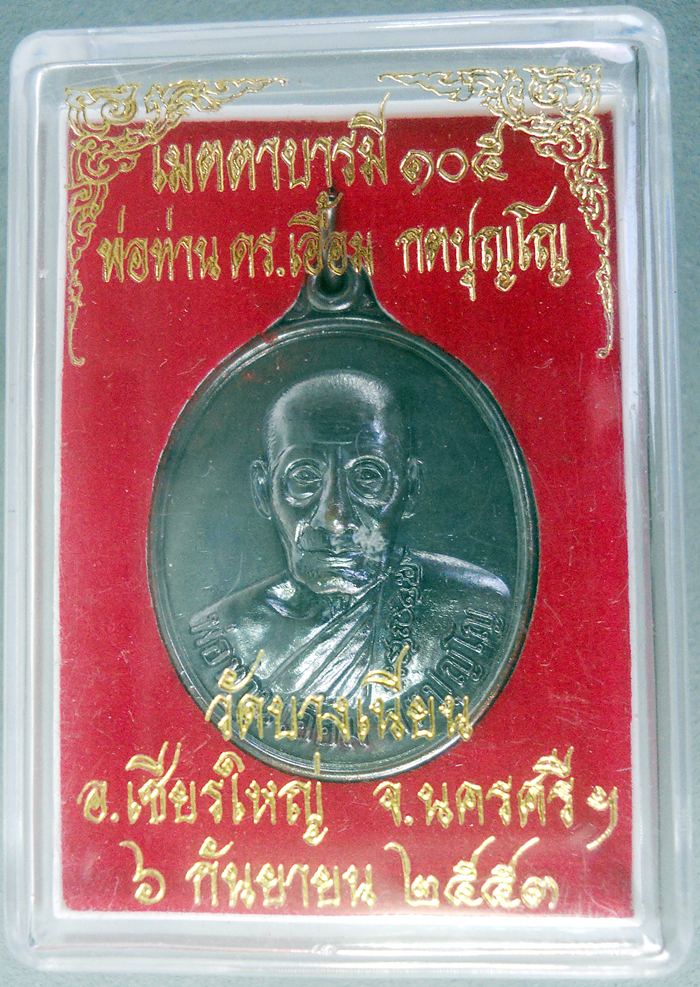 เมตตาบารมี ๑๐๕
พ่อท่าน ดร.เอื้อม กตปุญฺโญ
วัดบางเนียน
อ.เชียรใหญ่ จ.นครศรี ฯ
๖ กันยายน ๒๕๕๓